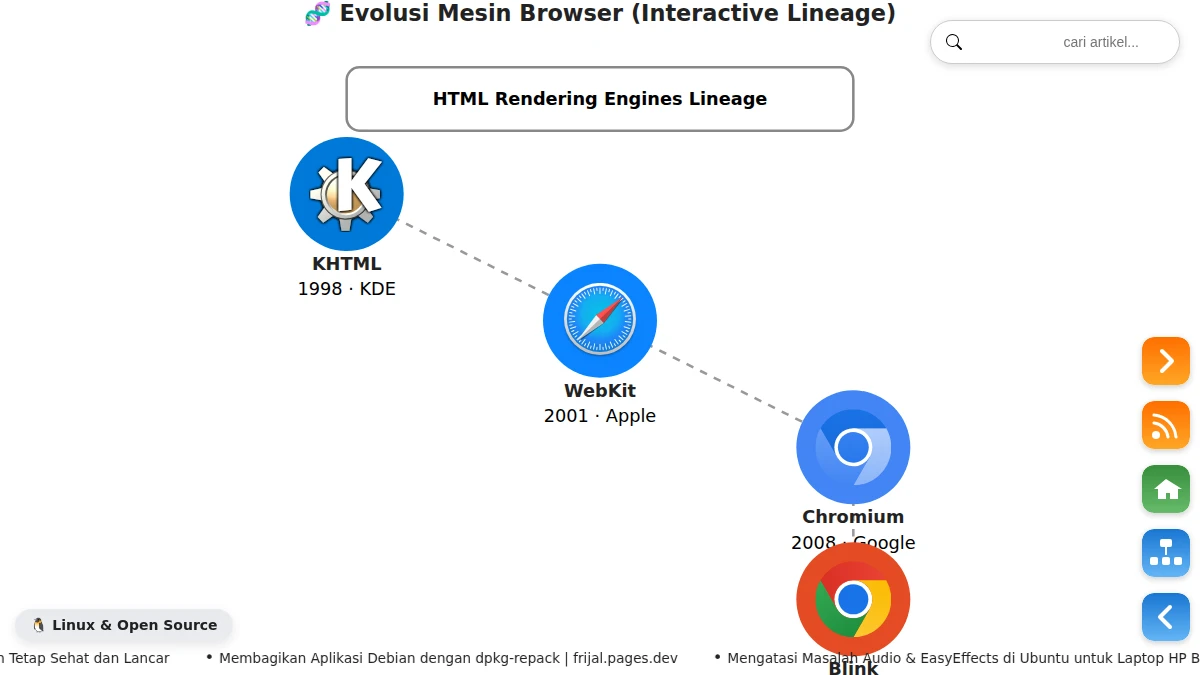 🧬 Evolusi Mesin Browser (Interactive Lineage)
cari artikel...
HTML Rendering Engines Lineage
KHTML
1998 · KDE
WebKit
2001 · Apple
Chromium
2008 · Google
Blink
🐧 Linux & Open Source
n Tetap Sehat dan Lancar • Membagikan Aplikasi Debian dengan dpkg-repack | frijal.pages.dev • Mengatasi Masalah Audio & EasyEffects di Ubuntu untuk Laptop HP B